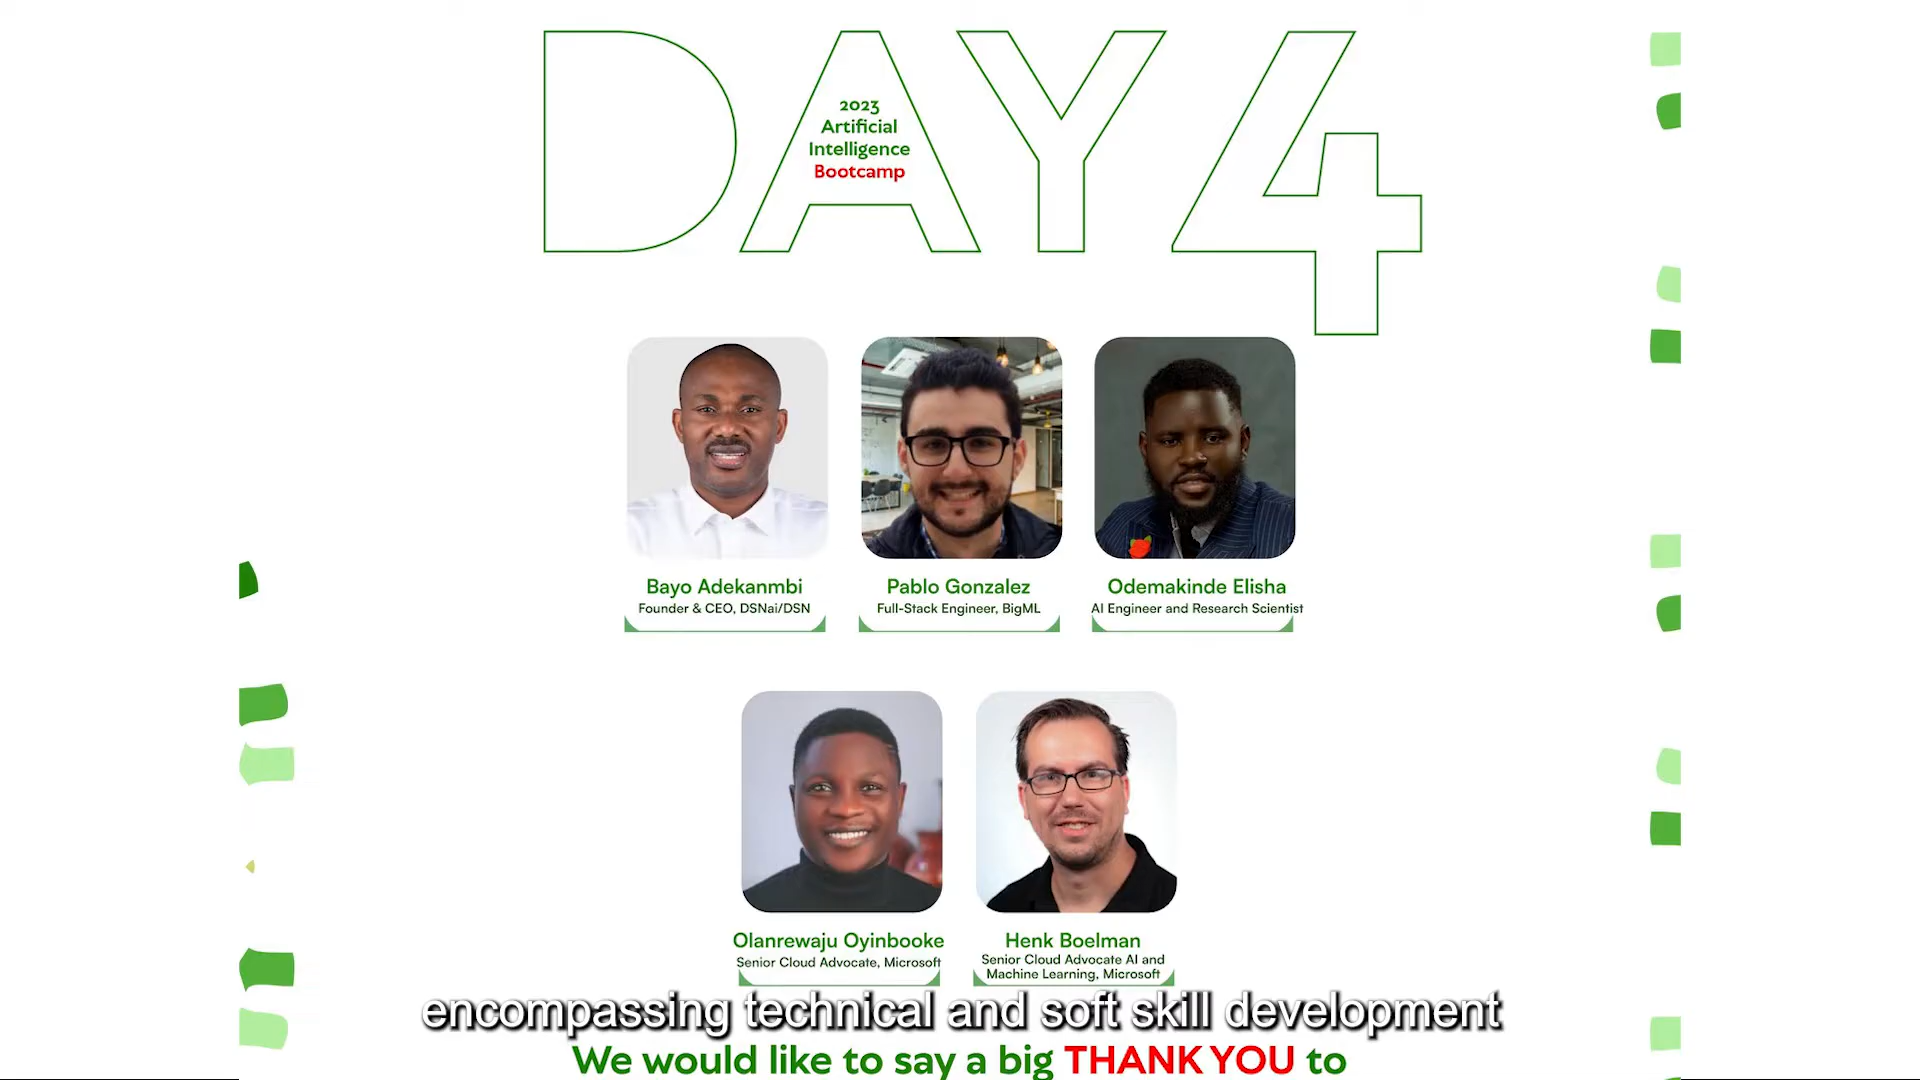 DAY 4
2023
Artificial
Intelligence
Bootcamp
Bayo Adekanmbi
Founder & CEO, DSNai/DSN
Pablo Gonzalez
Full-Stack Engineer, BigML
Odemakinde Elisha
AI Engineer and Research Scientist
Olanrewaju Oyinbooke
Senior Cloud Advocate, Microsoft
Henk Boelman
Senior Cloud Advocate AI and
Machine Learning, Microsoft
encompassing technical and soft skill development
We would like to say a big THANK YOU to